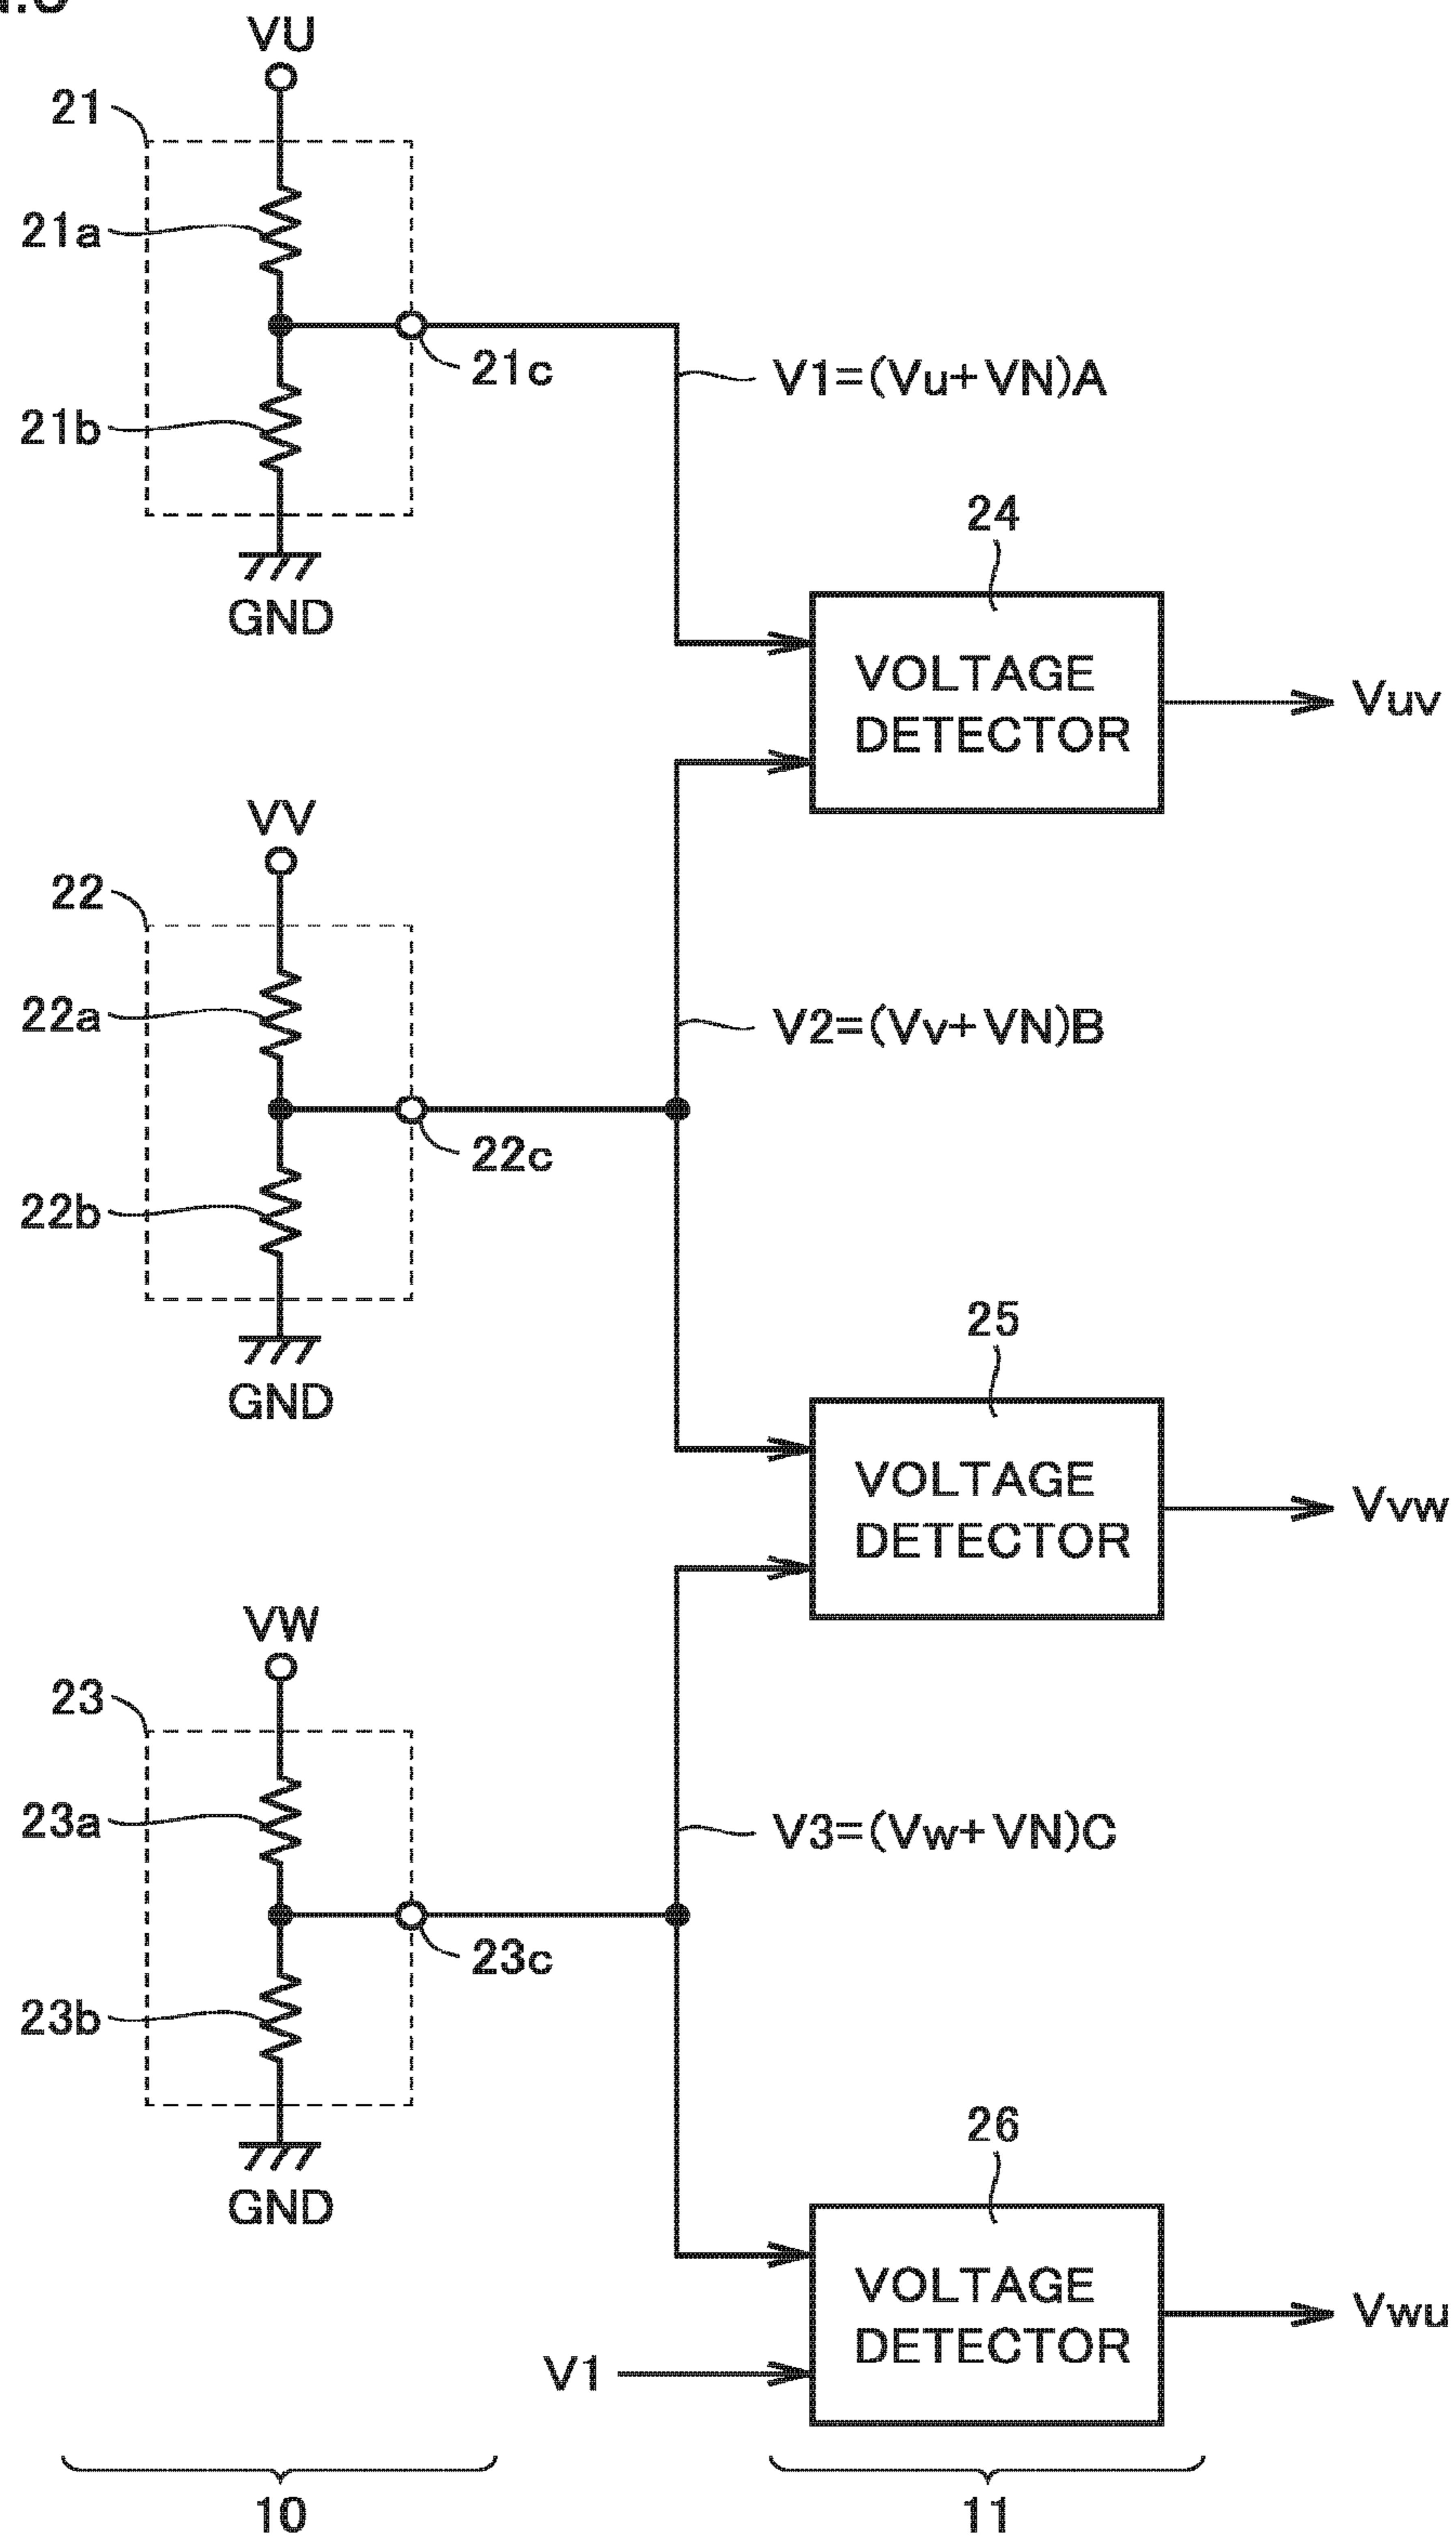 VU
21
21a
21c
V1=(Vu+VN)A
21b
24
GND
VOLTAGE
DETECTOR
Vuv
VV
22
22a
V2=(Vv+VN)B
22c
22b
25
GND
VOLTAGE
DETECTOR
Vvw
VW
23
23a
V3=(Vw+VN)C
23c
23b
26
GND
VOLTAGE
DETECTOR
Vwu
V1
10
11